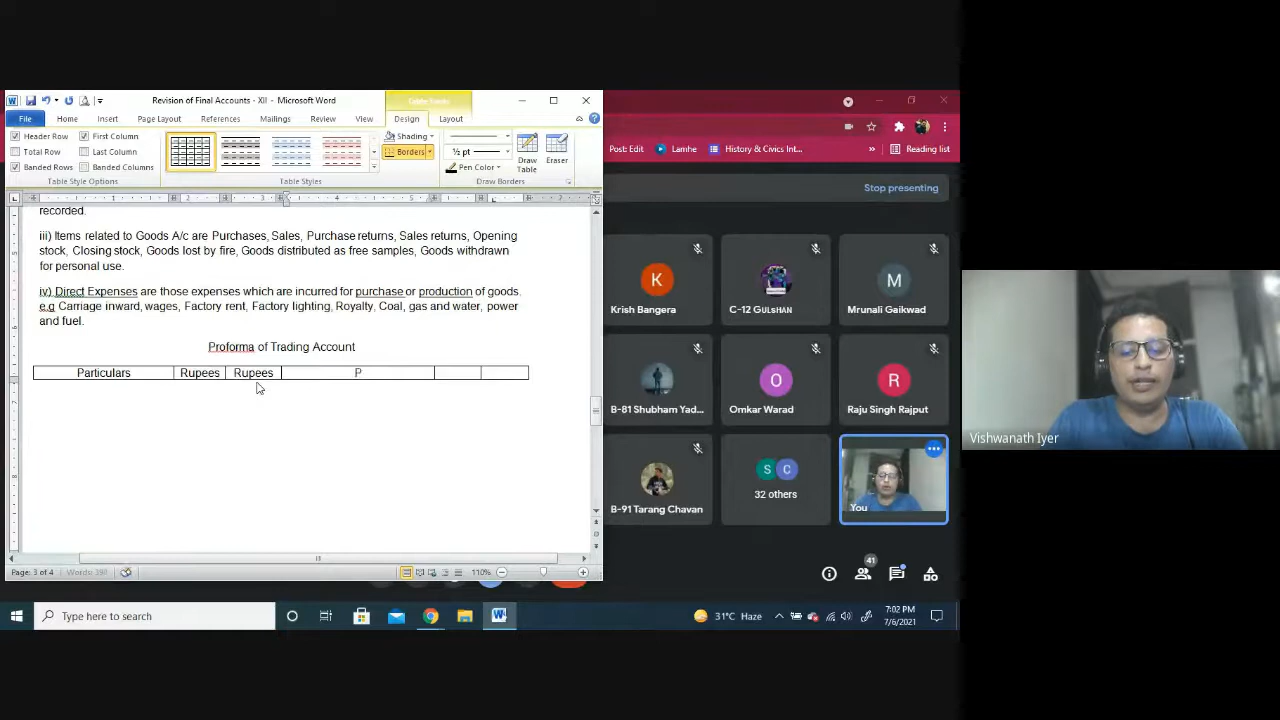 Revision of Final Accounts - XII - Microsoft Word
Table Tools
File
Home
Insert
Page Layout
References
Mailings
Review
View
Design
Layout
Header Row
First Column
Total Row
Last Column
Banded Rows
Banded Columns
Table Style Options
Table Styles
Shading
Borders
½ pt
Pen Color
Draw Table
Eraser
Draw Borders
recorded.
iii) Items related to Goods A/c are Purchases, Sales, Purchase returns, Sales returns, Opening
stock, Closing stock, Goods lost by fire, Goods distributed as free samples, Goods withdrawn
for personal use.
iv) Direct Expenses are those expenses which are incurred for purchase or production of goods.
e.g Carriage inward, wages, Factory rent, Factory lighting, Royalty, Coal, gas and water, power
and fuel.
Proforma of Trading Account
Particulars Rupees Rupees P
Page: 3 of 4
110%
Post: Edit
Lamhe
History & Civics Int...
»
Reading list
Stop presenting
K
Krish Bangera
C-12 GULSHAN
M
Mrunali Gaikwad
B-81 Shubham Yad...
O
Omkar Warad
R
Raju Singh Rajput
B-91 Tarang Chavan
S C
32 others
You
41
Vishwanath Iyer
Type here to search
31°C Haze
7:02 PM
7/6/2021